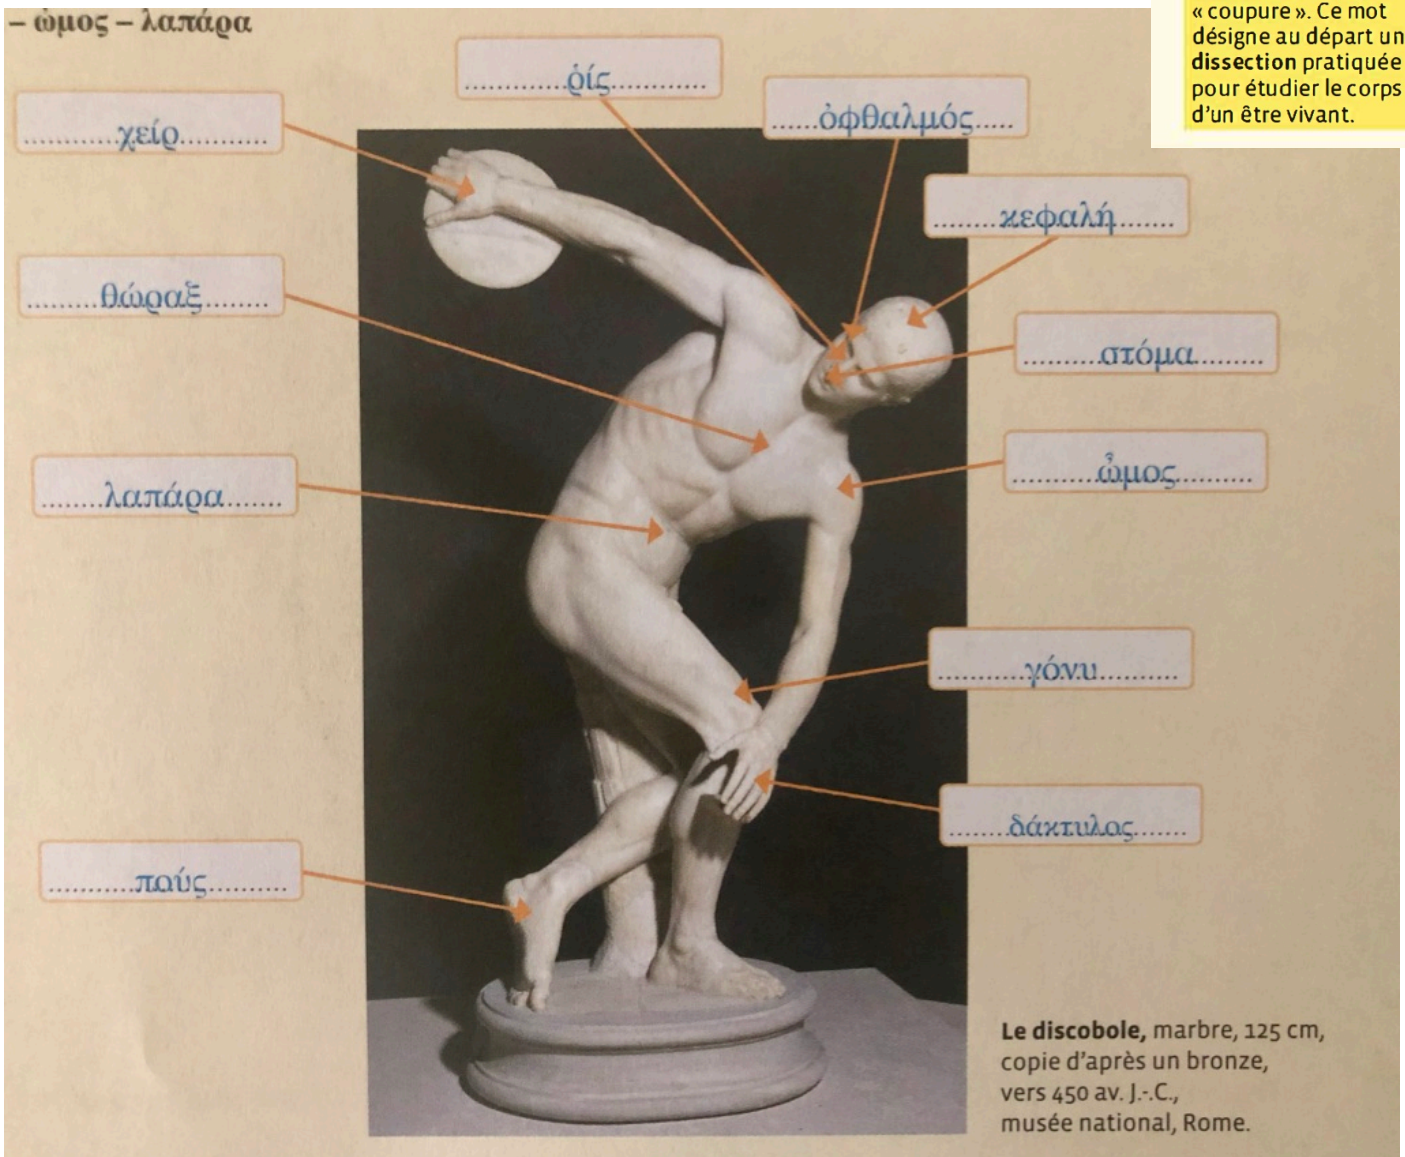 – ὦμος – λαπάρα
« coupure ». Ce mot
désigne au départ un
dissection pratiquée
pour étudier le corps
d'un être vivant.
ῥίς
ὀφθαλμός
χείρ
κεφαλή
θώραξ
στόμα
ὦμος
λαπάρα
γόνυ
δάκτυλος
πούς
Le discobole, marbre, 125 cm,
copie d'après un bronze,
vers 450 av. J.-.C.,
musée national, Rome.